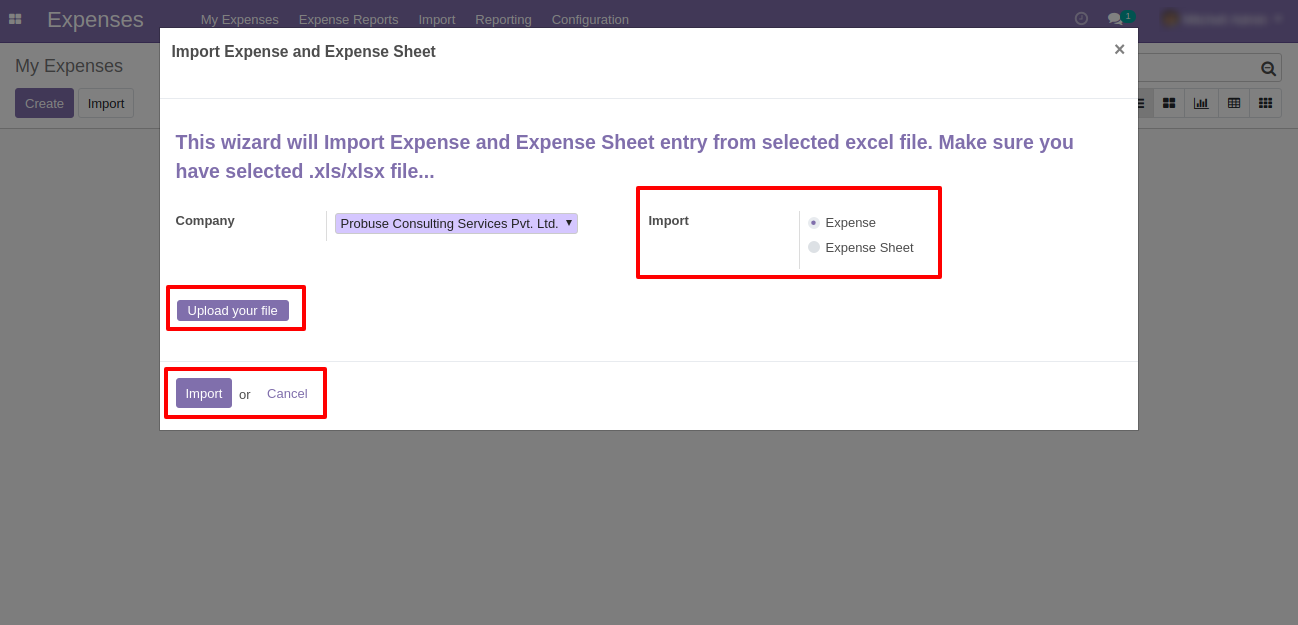 Expenses My Expenses Expense Reports Import Reporting Configuration 1
Import Expense and Expense Sheet ×
My Expenses
Create Import
This wizard will Import Expense and Expense Sheet entry from selected excel file. Make sure you
have selected .xls/xlsx file...
Company Probuse Consulting Services Pvt. Ltd. Import Expense
Expense Sheet
Upload your file
Import or Cancel